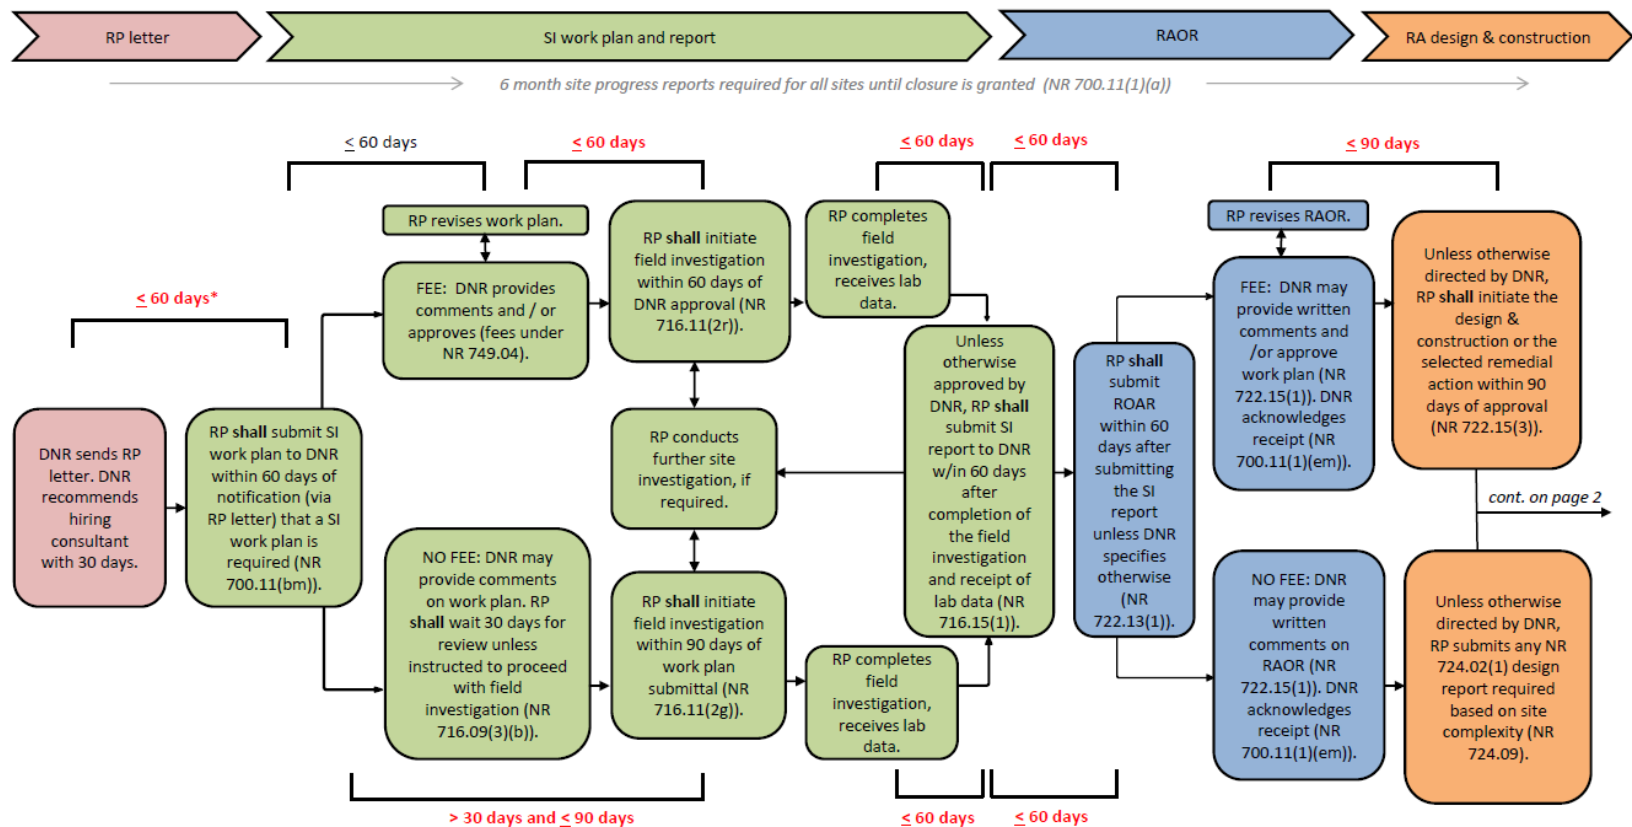 RP letter
SI work plan and report
RAOR
RA design & construction
6 month site progress reports required for all sites until closure is granted (NR 700.11(1)(a))
≤ 60 days
≤ 60 days
≤ 60 days
≤ 60 days
≤ 90 days
≤ 60 days*
DNR sends RP
letter. DNR
recommends
hiring
consultant
with 30 days.
RP shall submit SI
work plan to DNR
within 60 days of
notification (via
RP letter) that a SI
work plan is
required (NR
700.11(bm)).
RP revises work plan.
FEE: DNR provides
comments and / or
approves (fees under
NR 749.04).
NO FEE: DNR may
provide comments
on work plan. RP
shall wait 30 days for
review unless
instructed to proceed
with field
investigation (NR
716.09(3)(b)).
RP shall initiate
field investigation
within 60 days of
DNR approval (NR
716.11(2r)).
RP conducts
further site
investigation, if
required.
RP shall initiate
field investigation
within 90 days of
work plan
submittal (NR
716.11(2g)).
RP completes
field
investigation,
receives lab
data.
RP completes
field
investigation,
receives lab
data.
Unless
otherwise
approved by
DNR, RP shall
submit SI
report to DNR
w/in 60 days
after
completion of
the field
investigation
and receipt of
lab data (NR
716.15(1)).
RP shall
submit
ROAR
within 60
days after
submitting
the SI
report
unless DNR
specifies
otherwise
(NR
722.13(1)).
RP revises RAOR.
FEE: DNR may
provide written
comments and
/or approve
work plan (NR
722.15(1)). DNR
acknowledges
receipt (NR
700.11(1)(em)).
NO FEE: DNR
may provide
written
comments on
RAOR (NR
722.15(1)). DNR
acknowledges
receipt (NR
700.11(1)(em)).
Unless otherwise
directed by DNR,
RP shall initiate the
design &
construction or the
selected remedial
action within 90
days of approval
(NR 722.15(3)).
cont. on page 2
Unless otherwise
directed by DNR,
RP submits any NR
724.02(1) design
report required
based on site
complexity (NR
724.09).
> 30 days and ≤ 90 days
≤ 60 days
≤ 60 days